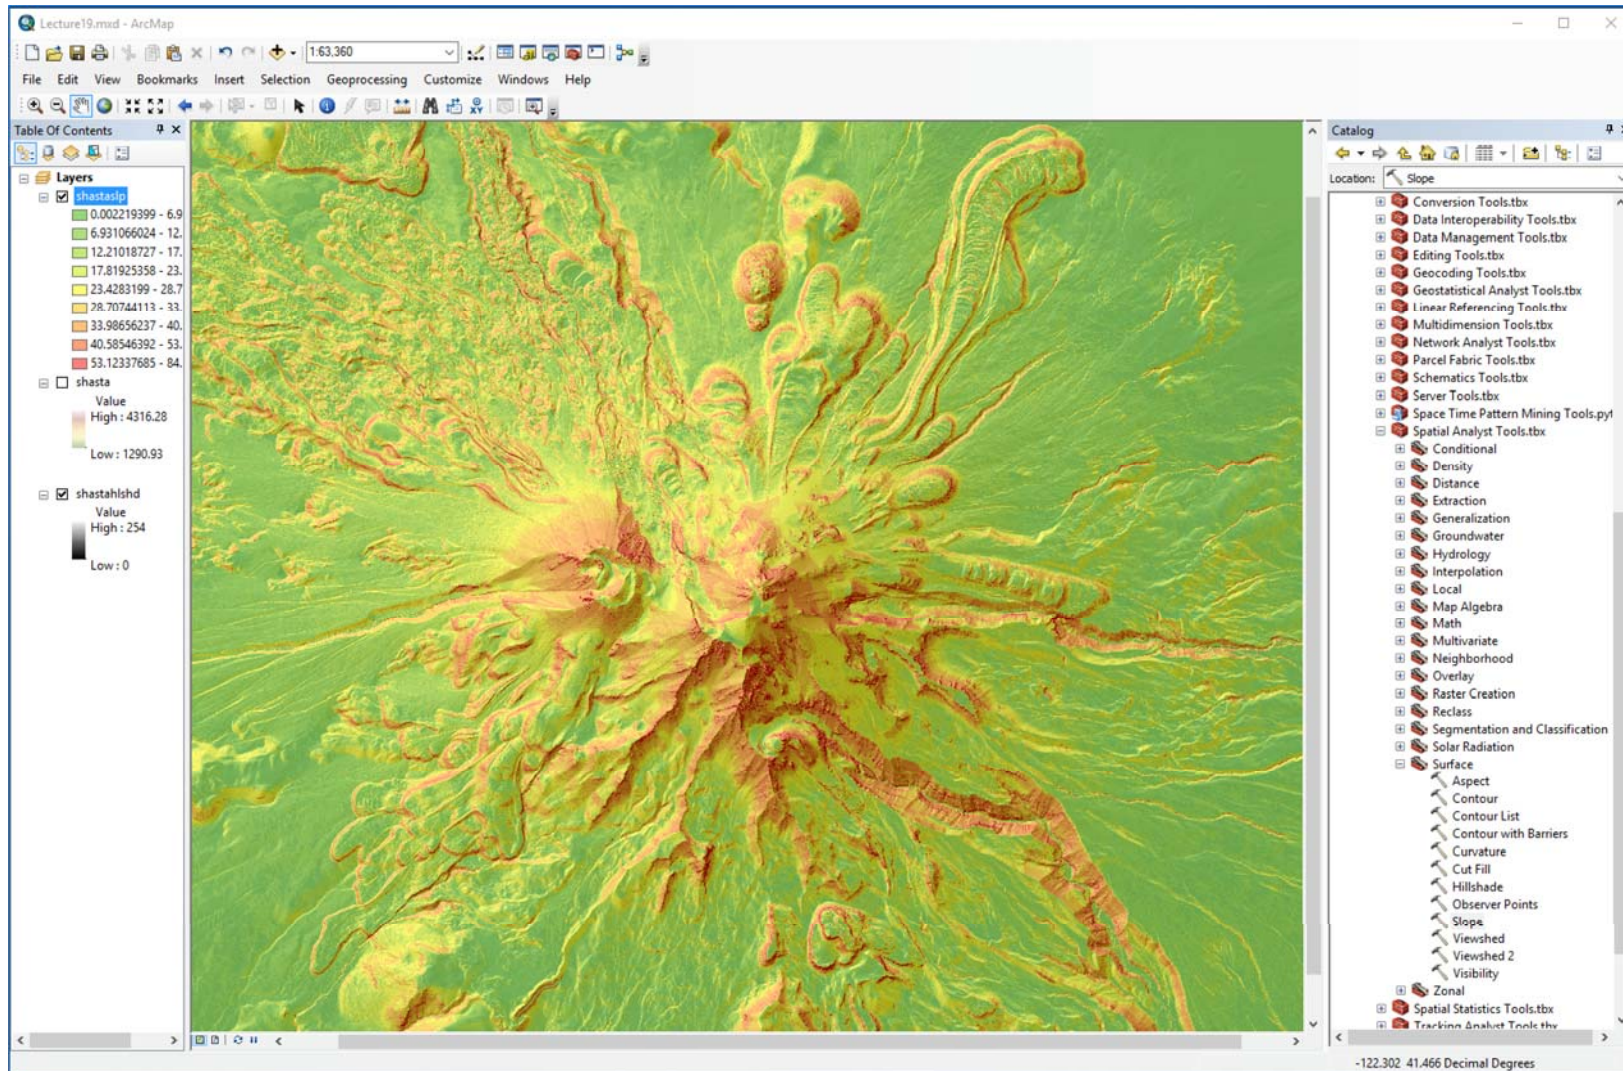 Lecture19.mxd - ArcMap
1:63,360
File Edit View Bookmarks Insert Selection Geoprocessing Customize Windows Help
Table Of Contents
Layers
shastaslp
0.002219399 - 6.9
6.931066024 - 12.
12.21018727 - 17.
17.81925358 - 23.
23.4283199 - 28.7
28.70744113 - 33.
33.98656237 - 40.
40.58546392 - 53.
53.12337685 - 84.
shasta
Value
High : 4316.28
Low : 1290.93
shastahlshd
Value
High : 254
Low : 0
Catalog
Location: Slope
Conversion Tools.tbx
Data Interoperability Tools.tbx
Data Management Tools.tbx
Editing Tools.tbx
Geocoding Tools.tbx
Geostatistical Analyst Tools.tbx
Linear Referencing Tools.tbx
Multidimension Tools.tbx
Network Analyst Tools.tbx
Parcel Fabric Tools.tbx
Schematics Tools.tbx
Server Tools.tbx
Space Time Pattern Mining Tools.pyt
Spatial Analyst Tools.tbx
Conditional
Density
Distance
Extraction
Generalization
Groundwater
Hydrology
Interpolation
Local
Map Algebra
Math
Multivariate
Neighborhood
Overlay
Raster Creation
Reclass
Segmentation and Classification
Solar Radiation
Surface
Aspect
Contour
Contour List
Contour with Barriers
Curvature
Cut Fill
Hillshade
Observer Points
Slope
Viewshed
Viewshed 2
Visibility
Zonal
Spatial Statistics Tools.tbx
Tracking Analyst Tools.tbx
-122.302 41.466 Decimal Degrees